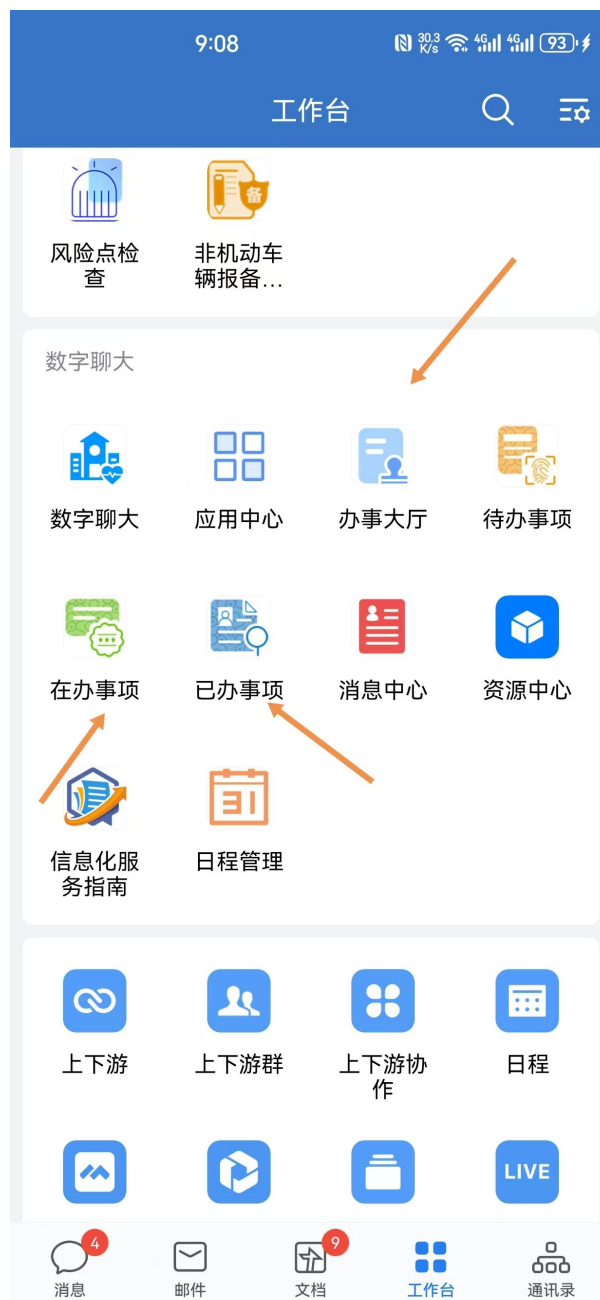 9:08
30.3
K/s
4G
4G
93
工作台
备
风险点检
查
非机动车
辆报备...
数字聊大
数字聊大
应用中心
办事大厅
待办事项
在办事项
已办事项
消息中心
资源中心
31
信息化服
务指南
日程管理
上下游
上下游群
上下游协
作
日程
LIVE
4
9
消息
邮件
文档
工作台
通讯录